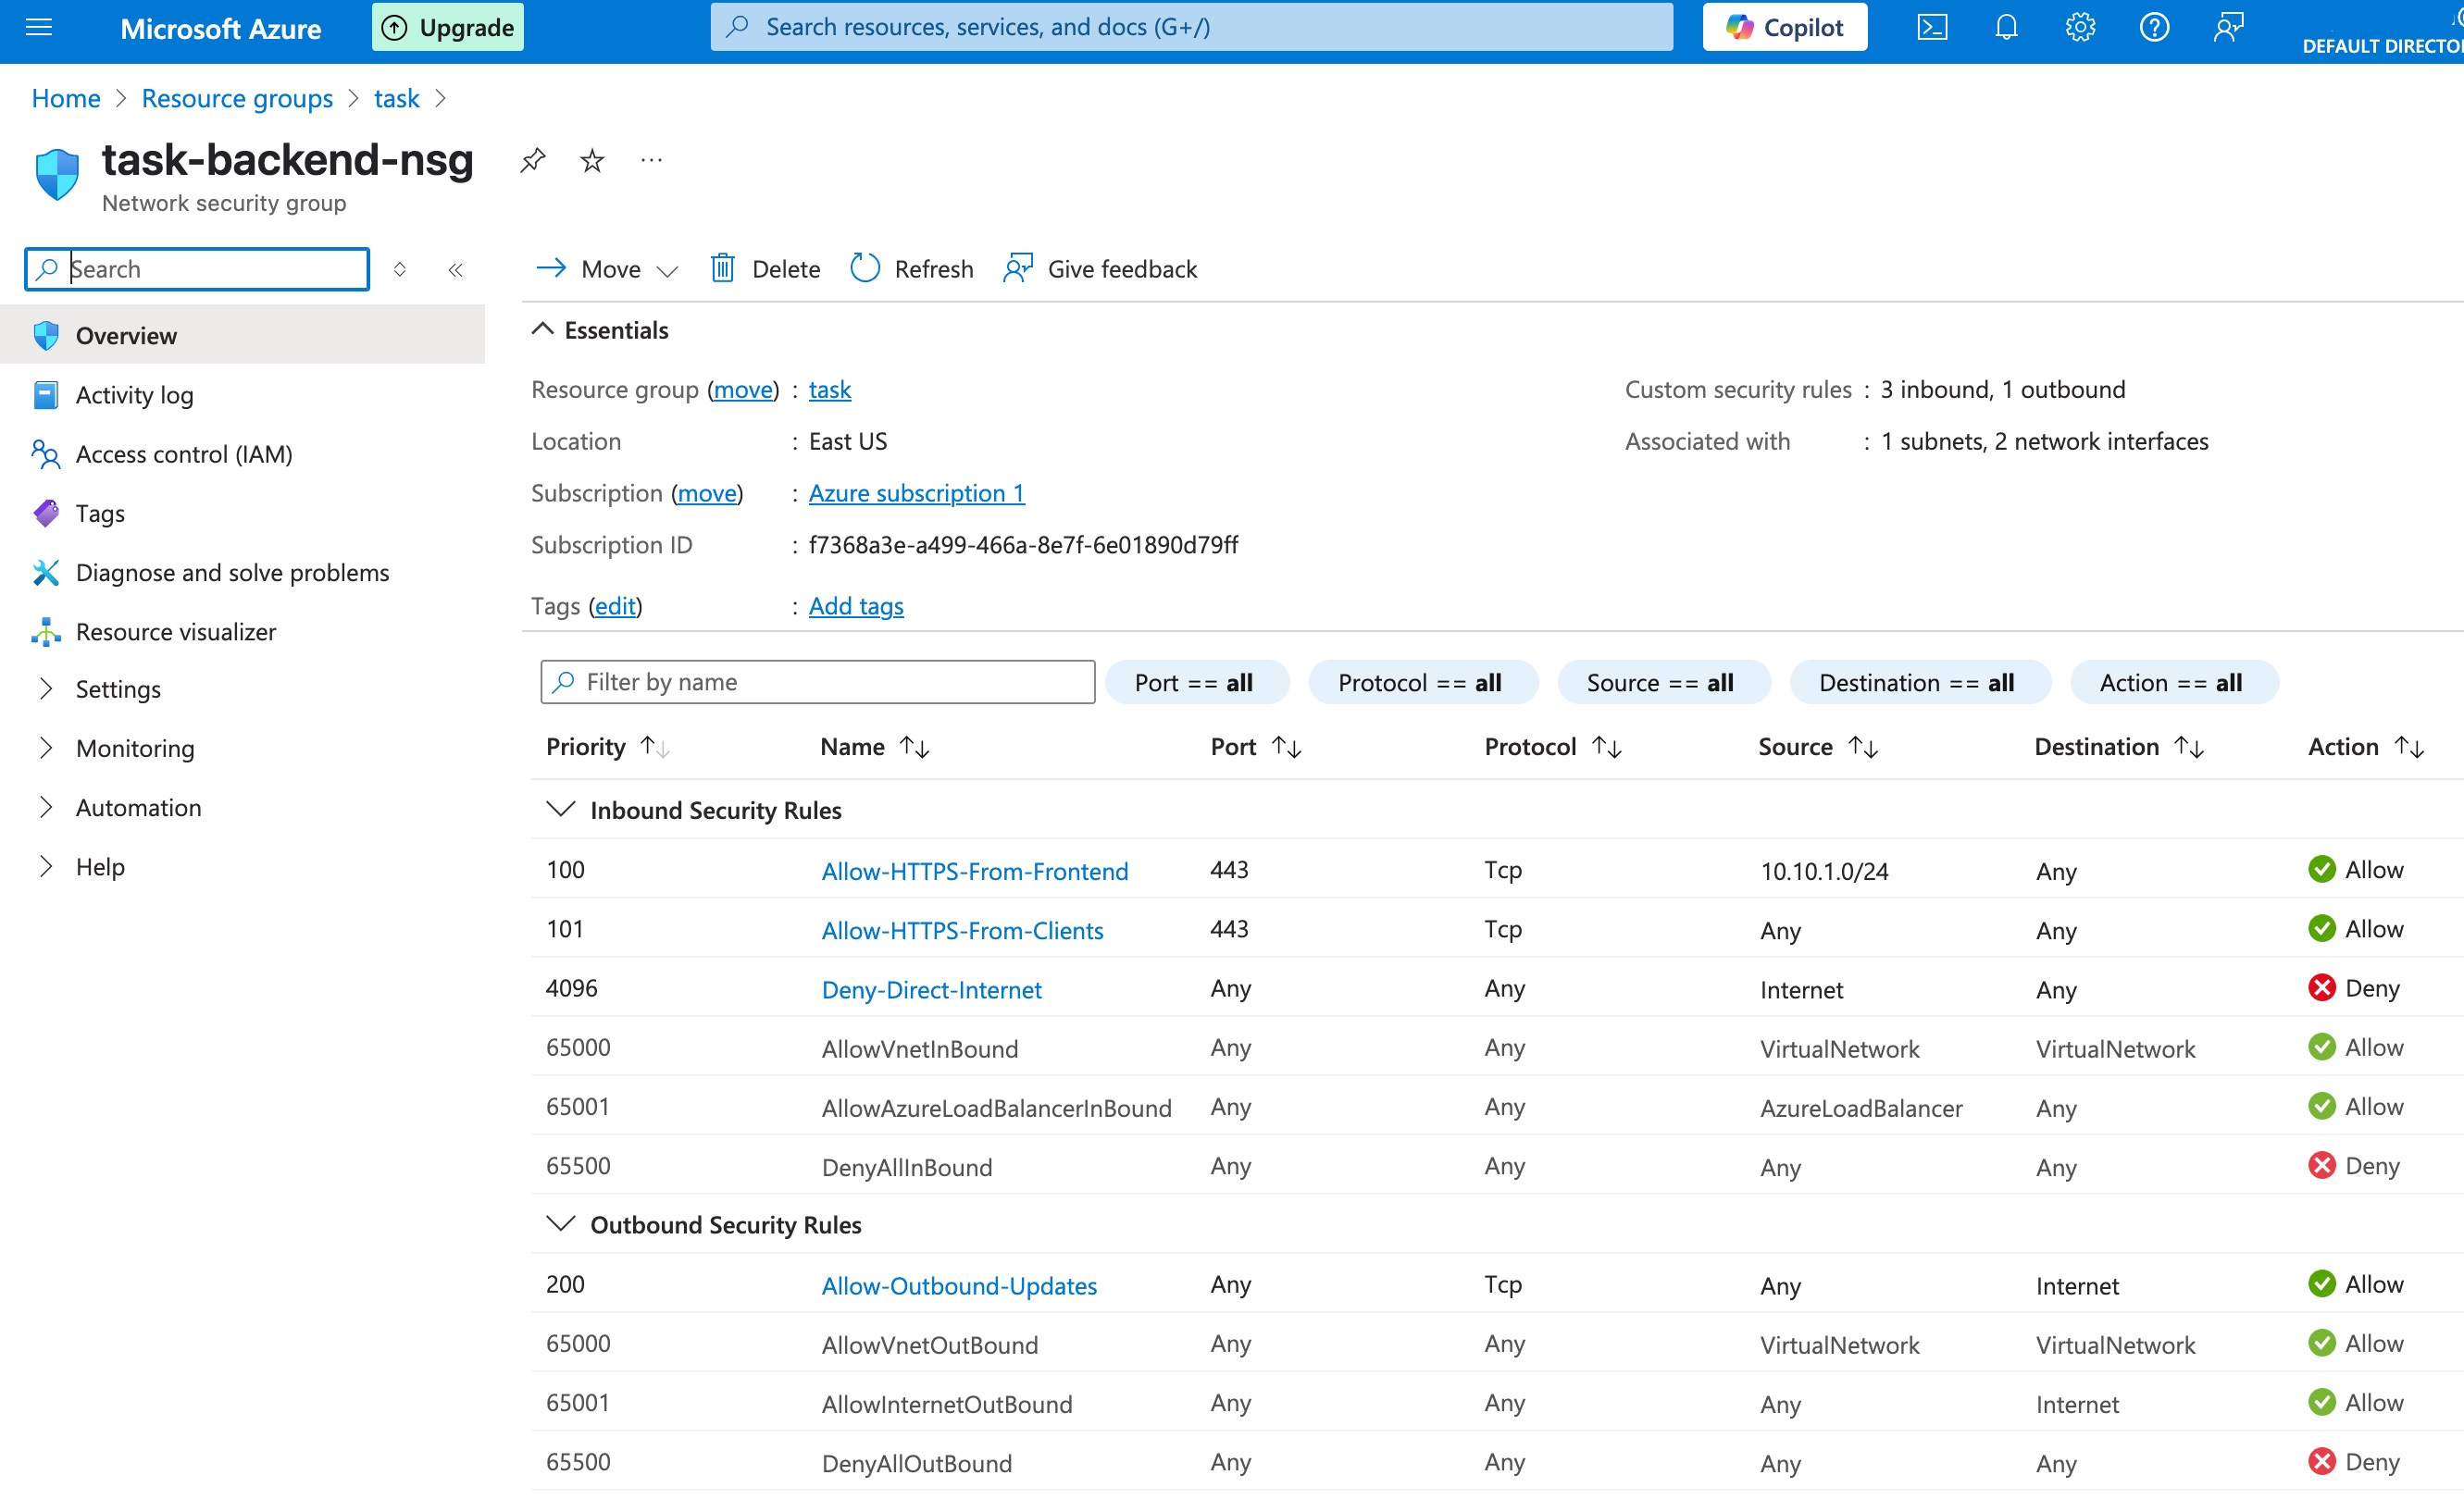 Microsoft Azure
Upgrade
Search resources, services, and docs (G+/)
Copilot
DEFAULT DIRECTO
Home > Resource groups > task >
task-backend-nsg
Network security group
Search
Overview
Activity log
Access control (IAM)
Tags
Diagnose and solve problems
Resource visualizer
Settings
Monitoring
Automation
Help
Move Delete Refresh Give feedback
Essentials
Resource group (move) : task
Location : East US
Subscription (move) : Azure subscription 1
Subscription ID : f7368a3e-a499-466a-8e7f-6e01890d79ff
Tags (edit) : Add tags
Custom security rules : 3 inbound, 1 outbound
Associated with : 1 subnets, 2 network interfaces
Filter by name Port == all Protocol == all Source == all Destination == all Action == all
Priority Name Port Protocol Source Destination Action
Inbound Security Rules
100 Allow-HTTPS-From-Frontend 443 Tcp 10.10.1.0/24 Any Allow
101 Allow-HTTPS-From-Clients 443 Tcp Any Any Allow
4096 Deny-Direct-Internet Any Any Internet Any Deny
65000 AllowVnetInBound Any Any VirtualNetwork VirtualNetwork Allow
65001 AllowAzureLoadBalancerInBound Any Any AzureLoadBalancer Any Allow
65500 DenyAllInBound Any Any Any Any Deny
Outbound Security Rules
200 Allow-Outbound-Updates Any Tcp Any Internet Allow
65000 AllowVnetOutBound Any Any VirtualNetwork VirtualNetwork Allow
65001 AllowInternetOutBound Any Any Any Internet Allow
65500 DenyAllOutBound Any Any Any Any Deny